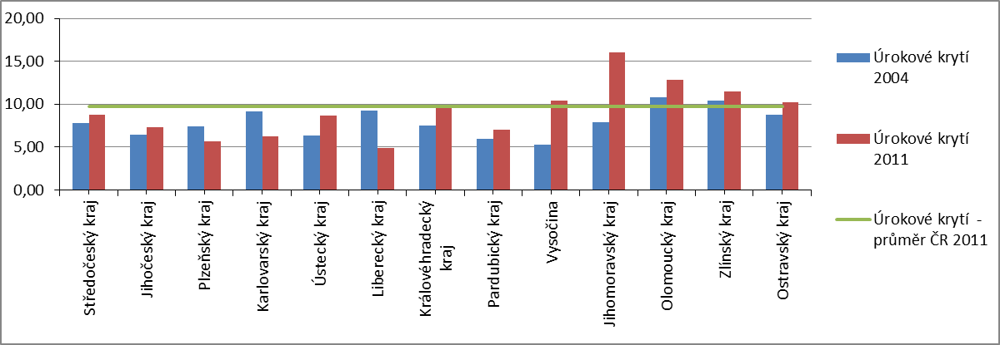 20,00
15,00
10,00
5,00
0,00
Středočeský kraj
Jihočeský kraj
Plzeňský kraj
Karlovarský kraj
Ústecký kraj
Liberecký kraj
Královéhradecký
kraj
Pardubický kraj
Vysočina
Jihomoravský kraj
Olomoucký kraj
Zlínský kraj
Ostravský kraj
Úrokové krytí
2004
Úrokové krytí
2011
Úrokové krytí -
průměr ČR 2011